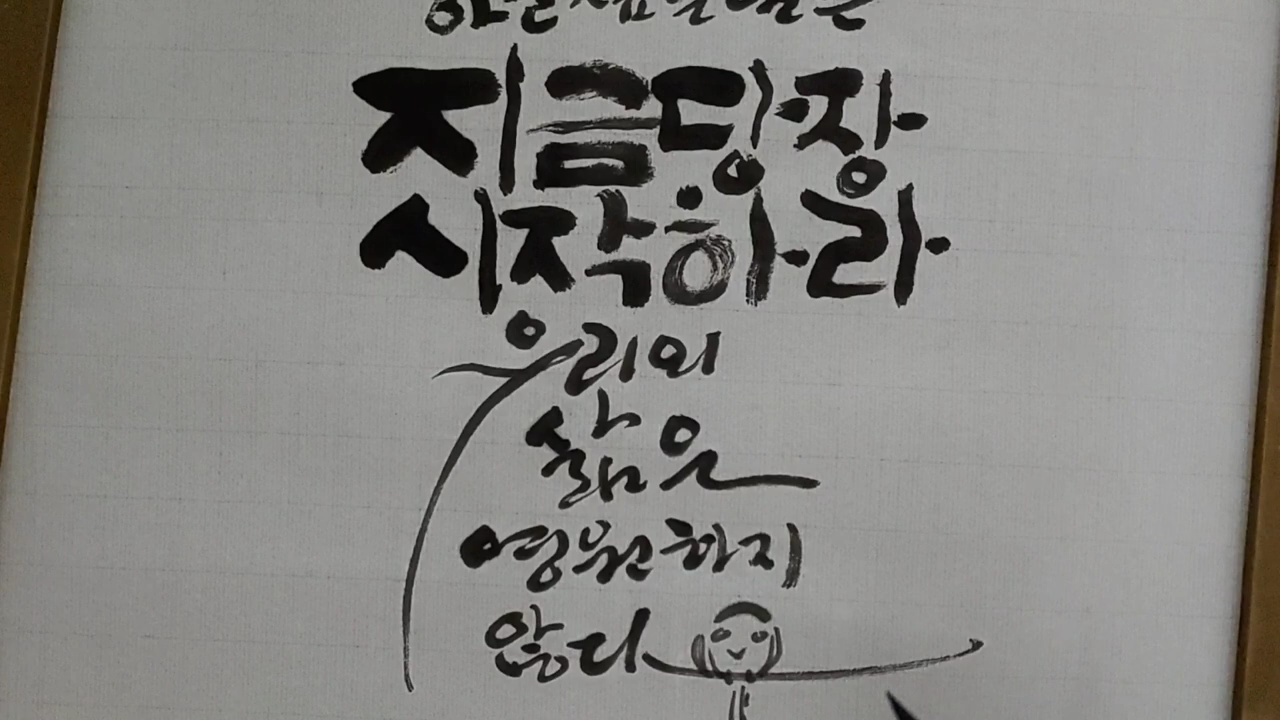 지금당장
시작하라
우리의
삶은
영원하지
않다